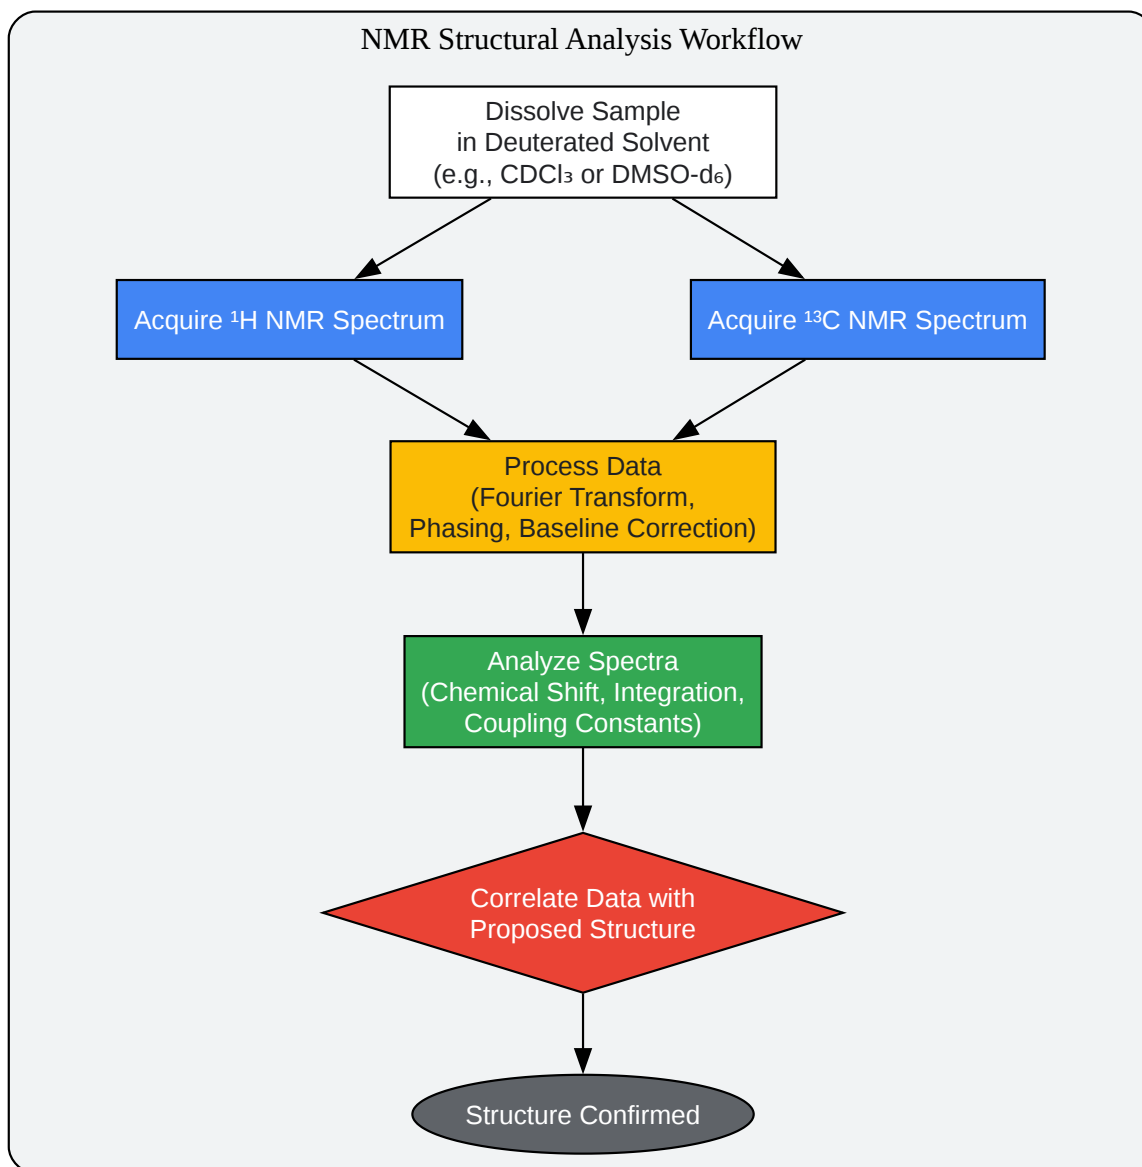 NMR Structural Analysis Workflow
Dissolve Sample
in Deuterated Solvent
(e.g., CDCl₃ or DMSO-d₆)
Acquire ¹H NMR Spectrum
Acquire ¹³C NMR Spectrum
Process Data
(Fourier Transform,
Phasing, Baseline Correction)
Analyze Spectra
(Chemical Shift, Integration,
Coupling Constants)
Correlate Data with
Proposed Structure
Structure Confirmed